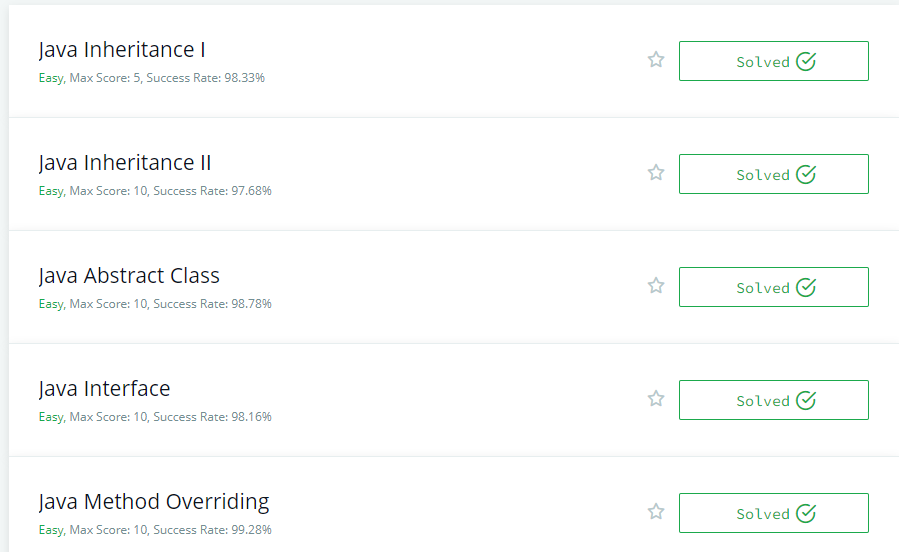 Java Inheritance I
Easy, Max Score: 5, Success Rate: 98.33%
Solved
Java Inheritance II
Easy, Max Score: 10, Success Rate: 97.68%
Solved
Java Abstract Class
Easy, Max Score: 10, Success Rate: 98.78%
Solved
Java Interface
Easy, Max Score: 10, Success Rate: 98.16%
Solved
Java Method Overriding
Easy, Max Score: 10, Success Rate: 99.28%
Solved